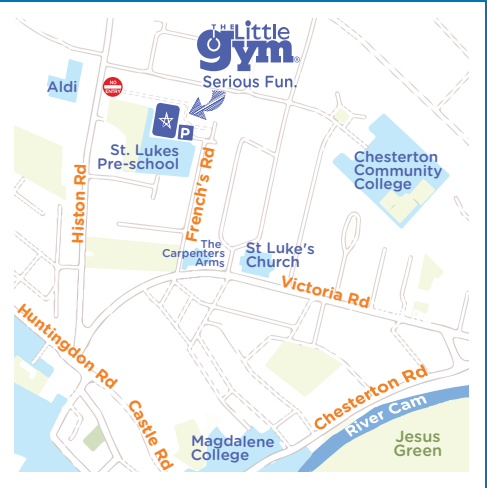 THE
Little
gym®
Serious Fun.
Aldi
NO
ENTRY
P
St. Lukes
Pre-school
Chesterton
Community
College
Histon Rd
French's Rd
The
Carpenters
Arms
St Luke's
Church
Victoria Rd
Huntingdon Rd
Castle Rd
Chesterton Rd
River Cam
Magdalene
College
Jesus
Green